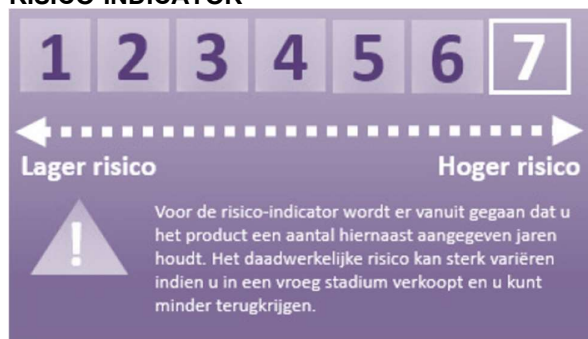 RISICO-INDICATOR
1 2 3 4 5 6 7
Lager risico Hoger risico
! Voor de risico-indicator wordt er vanuit gegaan dat u
het product een aantal hiernaast aangegeven jaren
houdt. Het daadwerkelijke risico kan sterk variëren
indien u in een vroeg stadium verkoopt en u kunt
minder terugkrijgen.